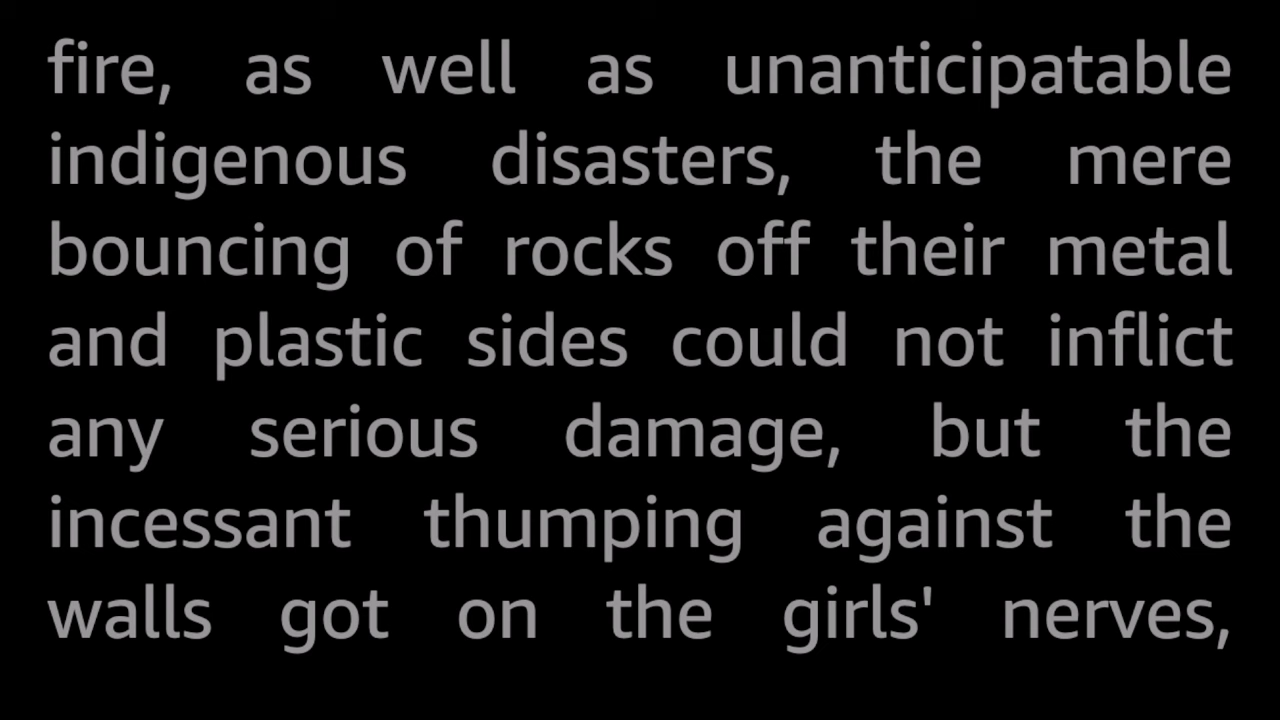 fire, as well as unanticipatable
indigenous disasters, the mere
bouncing of rocks off their metal
and plastic sides could not inflict
any serious damage, but the
incessant thumping against the
walls got on the girls' nerves,